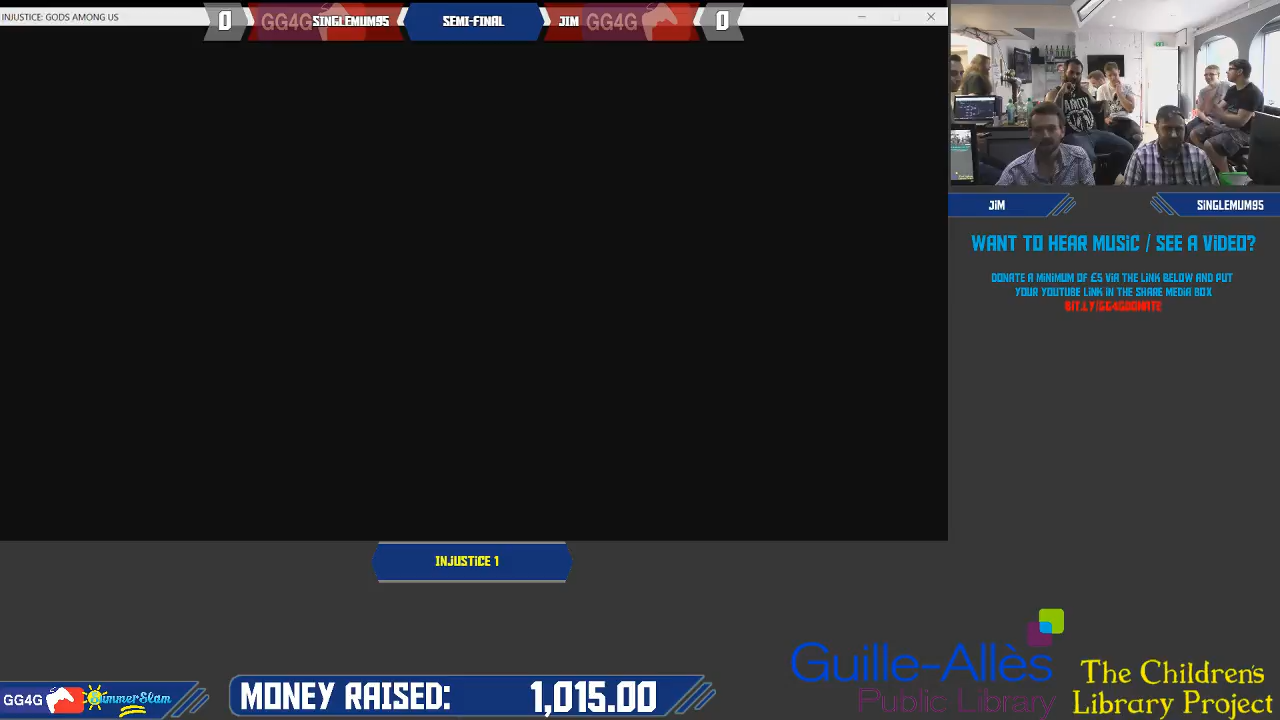 INJUSTICE: GODS AMONG US
0 GG4G SINGLEMUM95 SEMI-FINAL JIM GG4G 0
JIM SINGLEMUM95
WANT TO HEAR MUSIC / SEE A VIDEO?
DONATE A MINIMUM OF £5 VIA THE LINK BELOW AND PUT
YOUR YOUTUBE LINK IN THE SHARE MEDIA BOX
BIT.LY/GG4GDONATE
INJUSTICE 1
Guille-Allès
Public Library
The Children's
Library Project
GG4G SummerSlam
MONEY RAISED: 1,015.00